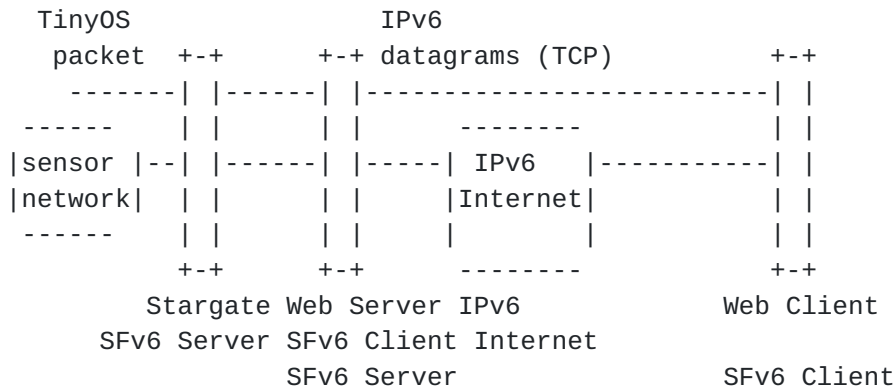 TinyOS IPv6
packet +-+ +-+ datagrams (TCP) +-+
-------| |------| |--------------------------| |
------ | | | | -------- | |
|sensor |--| |------| |-----| IPv6 |-----------| |
|network| | | | | |Internet| | |
------ | | | | | | | |
+-+ +-+ -------- +-+
Stargate Web Server IPv6 Web Client
SFv6 Server SFv6 Client Internet
SFv6 Server SFv6 Client